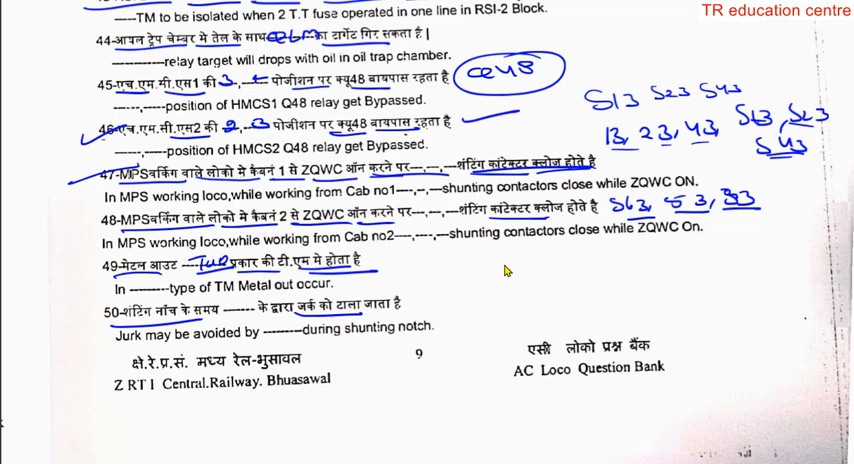 TR education centre
------TM to be isolated when 2 T.T fuse operated in one line in RSI-2 Block.
44-आयल ट्रेप चेम्बर मे तेल के साथ का टार्गेट गिर सकता है|
------------relay target will drops with oil in oil trap chamber.
45-एच.एम.सी.एस1 की 3, पोजीशन पर क्यू48 बायपास रहता है
------,-----position of HMCS1 Q48 relay get Bypassed.
46-एच.एम.सी.एस2 की 2, 3 पोजीशन पर क्यू48 बायपास रहता है
-----,-----position of HMCS2 Q48 relay get Bypassed.
S13 S23 S43
13, 23, 43,
S43
47-MPSवर्किंग वाले लोको मे कैबनं 1 से ZQWC ऑन करने पर---,---,---शंटिंग कांटेक्टर क्लोज होते है
In MPS working loco,while working from Cab no1----,--,---shunting contactors close while ZQWC ON.
48-MPSवर्किंग वाले लोको मे कैबनं 2 से ZQWC ऑन करने पर---,---,---शंटिंग कांटेक्टर क्लोज होते है S63, 53, 33
In MPS working loco,while working from Cab no2----,----,---shunting contactors close while ZQWC On.
49-मेटल आउट प्रकार की टी.एम मे होता है
In ---------type of TM Metal out occur.
50-शंटिंग नॉच के समय ------- के द्वारा जर्क को टाला जाता है
Jurk may be avoided by ---------during shunting notch.
क्षे.रे.प्र.सं. मध्य रेल-भुसावल 9 एसी लोको प्रश्न बैंक
Z RT1 Central.Railway. Bhuasawal AC Loco Question Bank